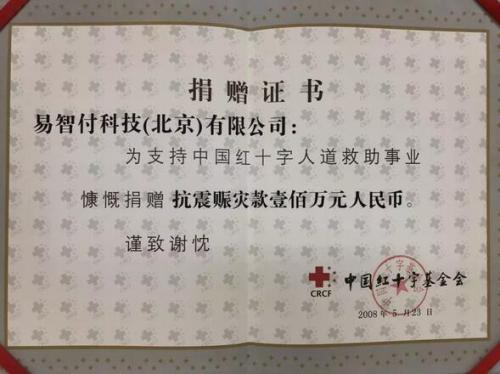 捐赠证书
易智付科技(北京)有限公司:
为支持中国红十字人道救助事业
慷慨捐赠 抗震赈灾款壹佰万元人民币。
谨致谢忱
CRCF 中国红十字基金会
2008年 5 月 23 日